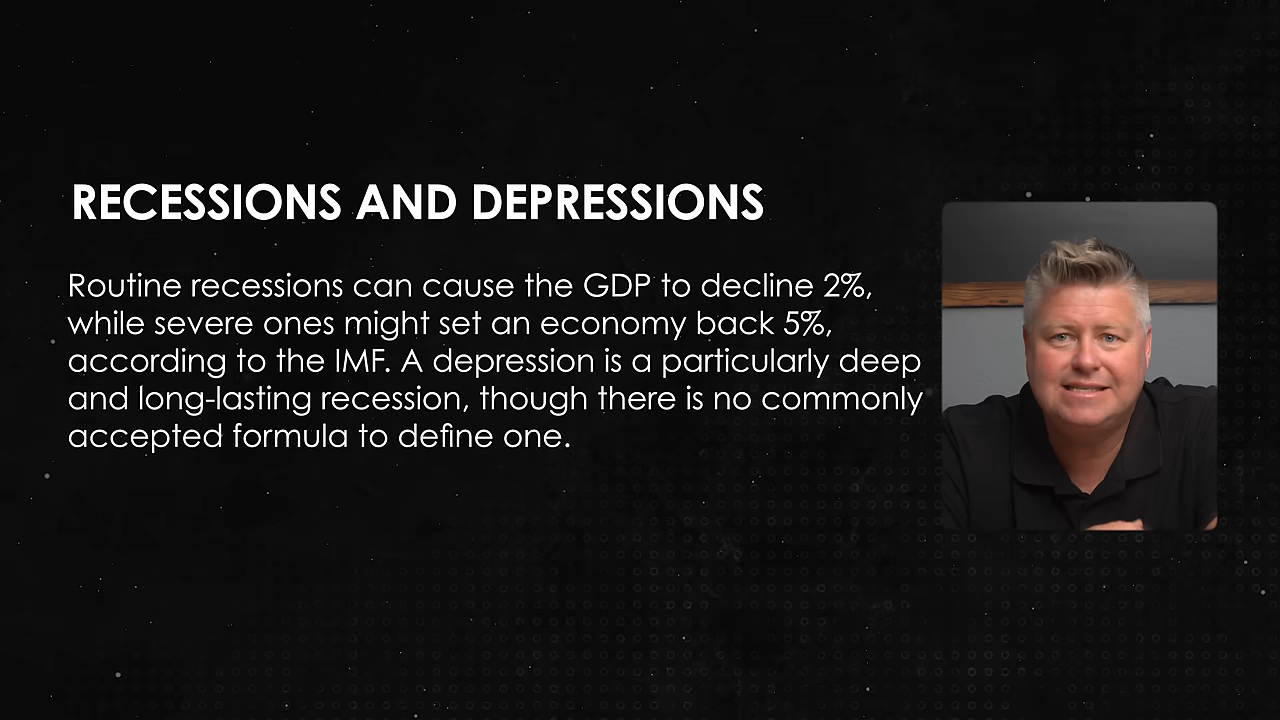 RECESSIONS AND DEPRESSIONS
Routine recessions can cause the GDP to decline 2%,
while severe ones might set an economy back 5%,
according to the IMF. A depression is a particularly deep
and long-lasting recession, though there is no commonly
accepted formula to define one.